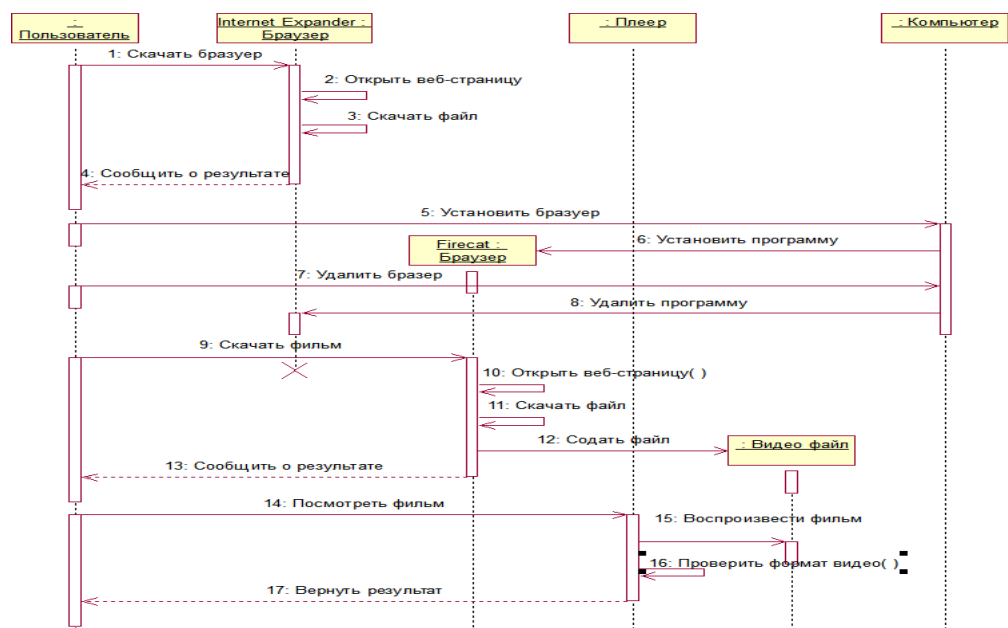 :
Пользователь
Internet Expander :
Браузер
: Плеер
: Компьютер
1: Скачать бразуер
2: Открыть веб-страницу
3: Скачать файл
4: Сообщить о результате
5: Установить бразуер
6: Установить программу
Firecat :
Браузер
7: Удалить бразер
8: Удалить программу
9: Скачать фильм
10: Открыть веб-страницу( )
11: Скачать файл
12: Содать файл
: Видео файл
13: Сообщить о результате
14: Посмотреть фильм
15: Воспроизвести фильм
16: Проверить формат видео( )
17: Вернуть результат